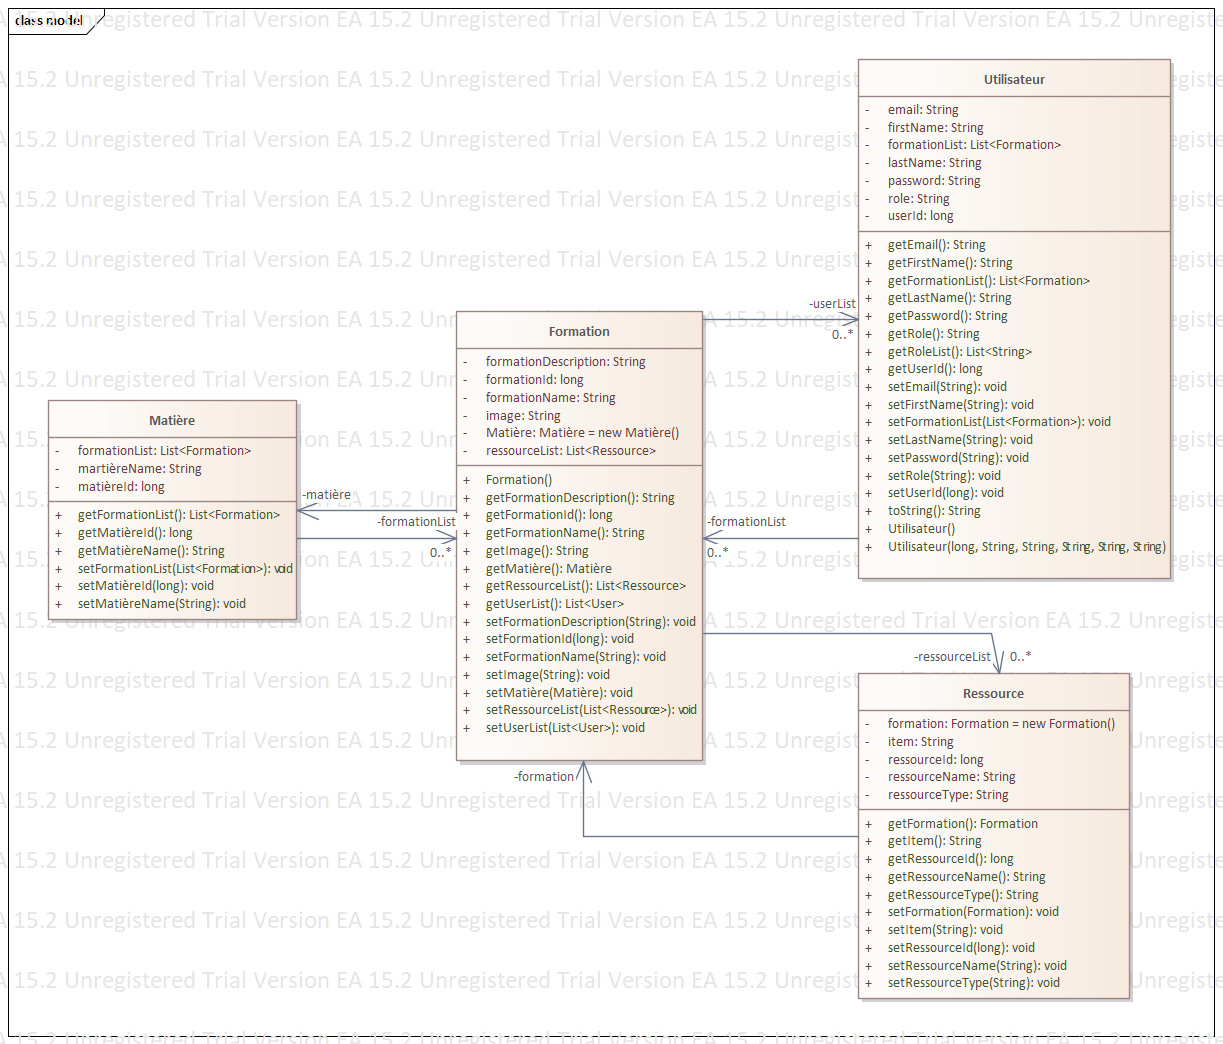 class model
Utilisateur
- email: String
- firstName: String
- formationList: List<Formation>
- lastName: String
- password: String
- role: String
- userId: long
+ getEmail(): String
+ getFirstName(): String
+ getFormationList(): List<Formation>
+ getLastName(): String
+ getPassword(): String
+ getRole(): String
+ getRoleList(): List<String>
+ getUserId(): long
+ setEmail(String): void
+ setFirstName(String): void
+ setFormationList(List<Formation>): void
+ setLastName(String): void
+ setPassword(String): void
+ setRole(String): void
+ setUserId(long): void
+ toString(): String
+ Utilisateur()
+ Utilisateur(long, String, String, String, String, String)
-userList
0..*
Formation
- formationDescription: String
- formationId: long
- formationName: String
- image: String
- Matière: Matière = new Matière()
- ressourceList: List<Ressource>
+ Formation()
+ getFormationDescription(): String
+ getFormationId(): long
+ getFormationName(): String
+ getImage(): String
+ getMatière(): Matière
+ getRessourceList(): List<Ressource>
+ getUserList(): List<User>
+ setFormationDescription(String): void
+ setFormationId(long): void
+ setFormationName(String): void
+ setImage(String): void
+ setMatière(Matière): void
+ setRessourceList(List<Ressource>): void
+ setUserList(List<User>): void
Matière
- formationList: List<Formation>
- martièreName: String
- matièreId: long
+ getFormationList(): List<Formation>
+ getMatièreId(): long
+ getMatièreName(): String
+ setFormationList(List<Formation>): void
+ setMatièreId(long): void
+ setMatièreName(String): void
-matière
-formationList
0..*
-formationList
0..*
-ressourceList 0..*
Ressource
- formation: Formation = new Formation()
- item: String
- ressourceId: long
- ressourceName: String
- ressourceType: String
+ getFormation(): Formation
+ getItem(): String
+ getRessourceId(): long
+ getRessourceName(): String
+ getRessourceType(): String
+ setFormation(Formation): void
+ setItem(String): void
+ setRessourceId(long): void
+ setRessourceName(String): void
+ setRessourceType(String): void
-formation
EA 15.2 Unregistered Trial Version